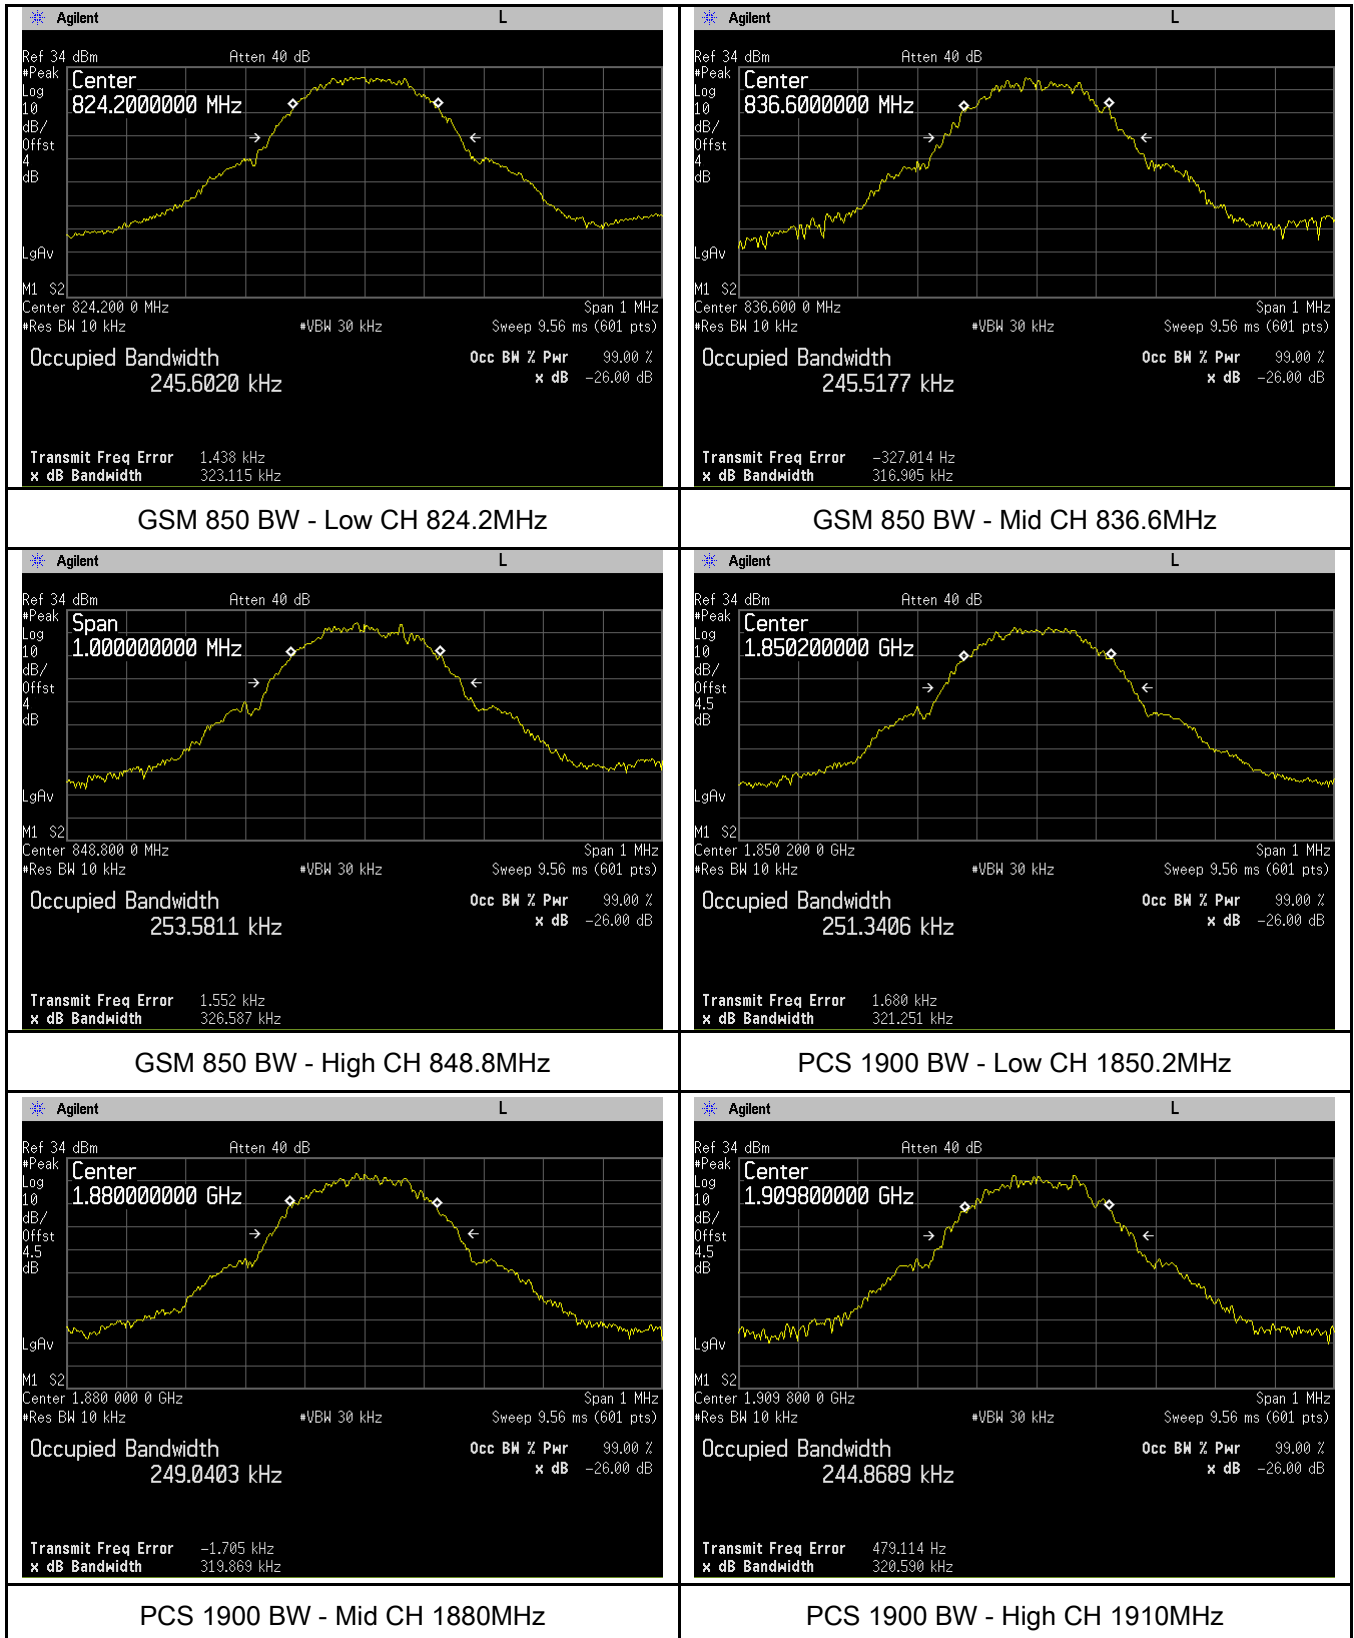 Agilent L
Ref 34 dBm Atten 40 dB
#Peak
Log
10
dB/
Offst
4
dB
Center
824.2000000 MHz
LgAv
M1 S2
Center 824.200 0 MHz Span 1 MHz
#Res BW 10 kHz #VBW 30 kHz Sweep 9.56 ms (601 pts)
Occupied Bandwidth Occ BW % Pwr 99.00 %
245.6020 kHz x dB -26.00 dB
Transmit Freq Error 1.438 kHz
x dB Bandwidth 323.115 kHz
GSM 850 BW - Low CH 824.2MHz
Agilent L
Ref 34 dBm Atten 40 dB
#Peak
Log
10
dB/
Offst
4
dB
Center
836.6000000 MHz
LgAv
M1 S2
Center 836.600 0 MHz Span 1 MHz
#Res BW 10 kHz #VBW 30 kHz Sweep 9.56 ms (601 pts)
Occupied Bandwidth Occ BW % Pwr 99.00 %
245.5177 kHz x dB -26.00 dB
Transmit Freq Error -327.014 Hz
x dB Bandwidth 316.905 kHz
GSM 850 BW - Mid CH 836.6MHz
Agilent L
Ref 34 dBm Atten 40 dB
#Peak
Log
10
dB/
Offst
4
dB
Span
1.000000000 MHz
LgAv
M1 S2
Center 848.800 0 MHz Span 1 MHz
#Res BW 10 kHz #VBW 30 kHz Sweep 9.56 ms (601 pts)
Occupied Bandwidth Occ BW % Pwr 99.00 %
253.5811 kHz x dB -26.00 dB
Transmit Freq Error 1.552 kHz
x dB Bandwidth 326.587 kHz
GSM 850 BW - High CH 848.8MHz
Agilent L
Ref 34 dBm Atten 40 dB
#Peak
Log
10
dB/
Offst
4.5
dB
Center
1.850200000 GHz
LgAv
M1 S2
Center 1.850 200 0 GHz Span 1 MHz
#Res BW 10 kHz #VBW 30 kHz Sweep 9.56 ms (601 pts)
Occupied Bandwidth Occ BW % Pwr 99.00 %
251.3406 kHz x dB -26.00 dB
Transmit Freq Error 1.680 kHz
x dB Bandwidth 321.251 kHz
PCS 1900 BW - Low CH 1850.2MHz
Agilent L
Ref 34 dBm Atten 40 dB
#Peak
Log
10
dB/
Offst
4.5
dB
Center
1.880000000 GHz
LgAv
M1 S2
Center 1.880 000 0 GHz Span 1 MHz
#Res BW 10 kHz #VBW 30 kHz Sweep 9.56 ms (601 pts)
Occupied Bandwidth Occ BW % Pwr 99.00 %
249.0403 kHz x dB -26.00 dB
Transmit Freq Error -1.705 kHz
x dB Bandwidth 319.869 kHz
PCS 1900 BW - Mid CH 1880MHz
Agilent L
Ref 34 dBm Atten 40 dB
#Peak
Log
10
dB/
Offst
4.5
dB
Center
1.909800000 GHz
LgAv
M1 S2
Center 1.909 800 0 GHz Span 1 MHz
#Res BW 10 kHz #VBW 30 kHz Sweep 9.56 ms (601 pts)
Occupied Bandwidth Occ BW % Pwr 99.00 %
244.8689 kHz x dB -26.00 dB
Transmit Freq Error 479.114 Hz
x dB Bandwidth 320.590 kHz
PCS 1900 BW - High CH 1910MHz